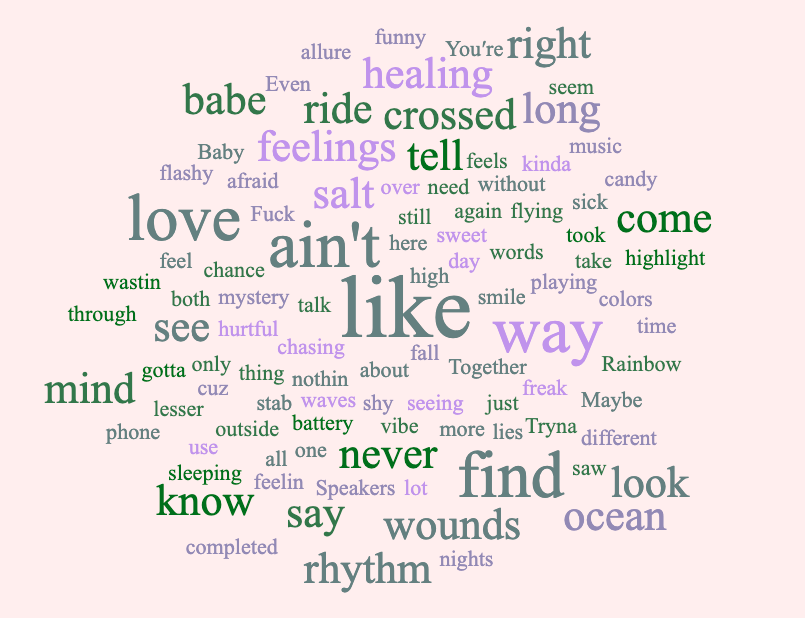 funny
allure
You're right
healing
Even
seem
babe
ride crossed long
Baby
feelings tell feels kinda music
flashy afraid
salt over need without candy
love Fuck
still again flying sick
come
ain't here sweet words
took
feel chance
day
take highlight
wastin
high
playing
through
both mystery talk
like smile
colors
see hurtful
way time
chasing
fall
mind gotta only thing nothin about Together
Rainbow
cuz
freak
lesser
stab waves shy seeing just Maybe
phone
outside battery vibe more lies Tryna different
use
all one never
find saw look
sleeping
feelin Speakers lot
know
say wounds ocean
completed
rhythm nights